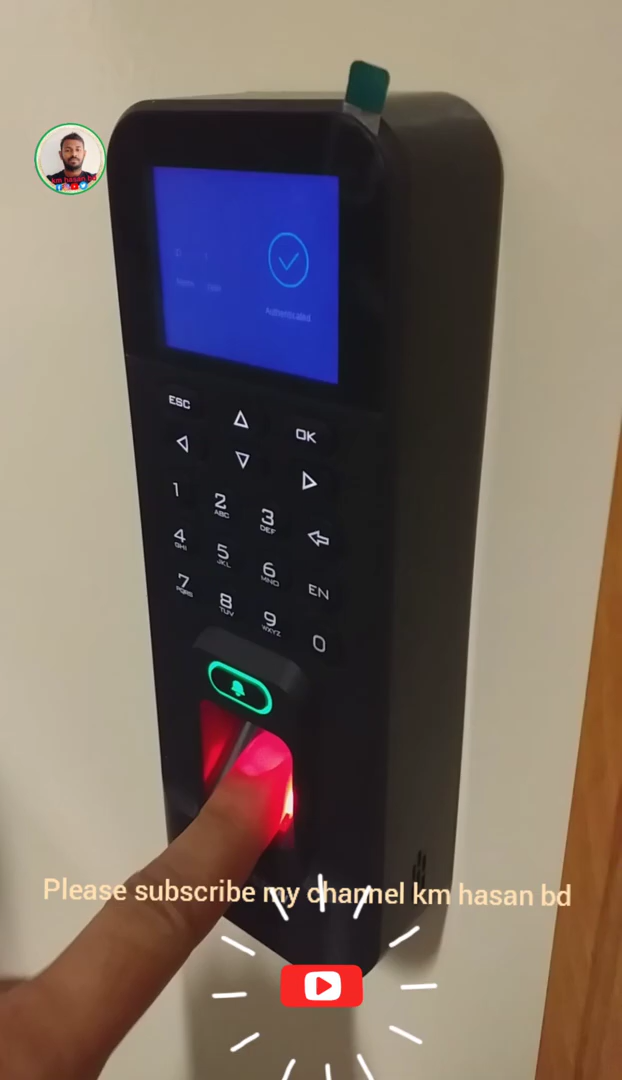 km hasan bd
Authenticated
ESC
OK
1
2
ABC
3
DEF
4
GHI
5
JKL
6
MNO
EN
7
PQRS
8
TUV
9
WXYZ
0
Please subscribe my channel km hasan bd